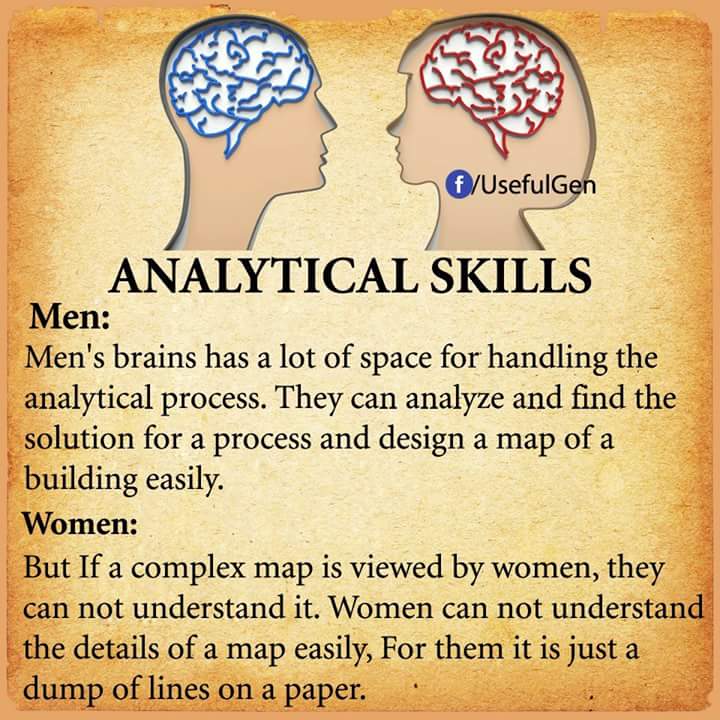 f/UsefulGen
ANALYTICAL SKILLS
Men:
Men's brains has a lot of space for handling the
analytical process. They can analyze and find the
solution for a process and design a map of a
building easily.
Women:
But If a complex map is viewed by women, they
can not understand it. Women can not understand
the details of a map easily, For them it is just a
dump of lines on a paper.